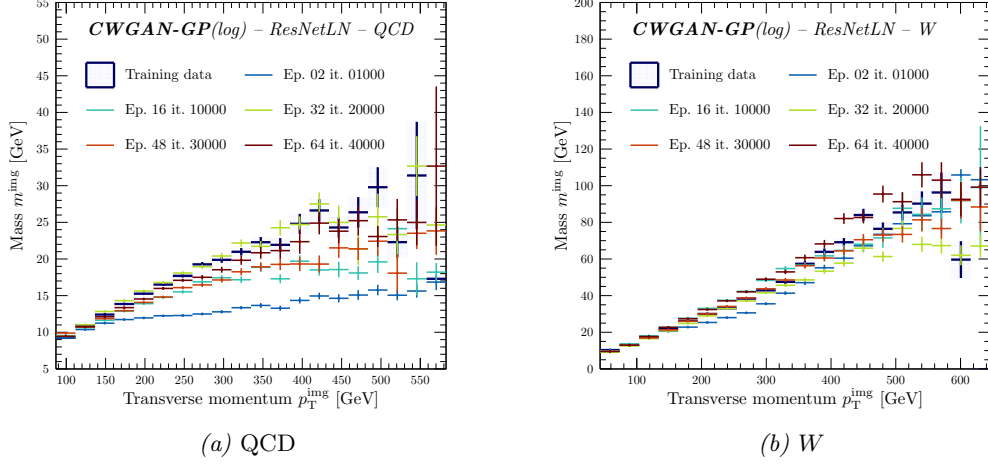 CWGAN-GP(log) – ResNetLN – QCD
Training data
Ep. 02 it. 01000
Ep. 16 it. 10000
Ep. 32 it. 20000
Ep. 48 it. 30000
Ep. 64 it. 40000
Mass m^img [GeV]
55
50
45
40
35
30
25
20
15
10
5
100 150 200 250 300 350 400 450 500 550
Transverse momentum p_T^img [GeV]
(a) QCD
CWGAN-GP(log) – ResNetLN – W
Training data
Ep. 02 it. 01000
Ep. 16 it. 10000
Ep. 32 it. 20000
Ep. 48 it. 30000
Ep. 64 it. 40000
Mass m^img [GeV]
200
180
160
140
120
100
80
60
40
20
0
100 200 300 400 500 600
Transverse momentum p_T^img [GeV]
(b) W